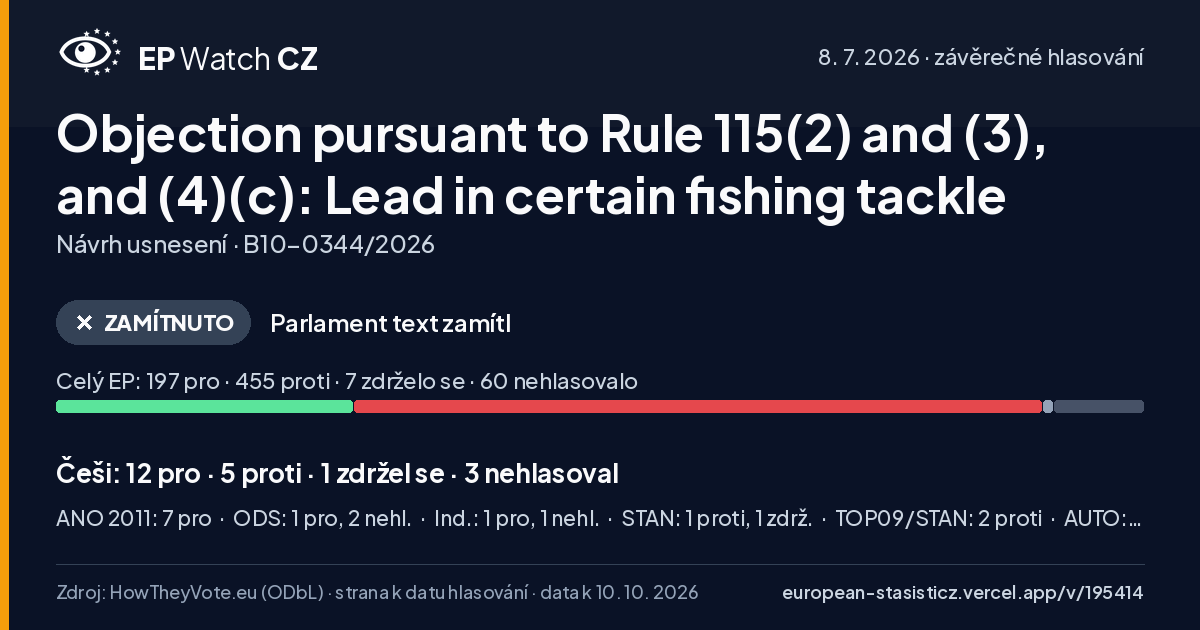 EP Watch CZ
8. 7. 2026 · závěrečné hlasování
Objection pursuant to Rule 115(2) and (3),
and (4)(c): Lead in certain fishing tackle
Návrh usnesení · B10-0344/2026
✕ ZAMÍTNUTO
Parlament text zamítl
Celý EP: 197 pro · 455 proti · 7 zdrželo se · 60 nehlasovalo
Češi: 12 pro · 5 proti · 1 zdržel se · 3 nehlasoval
ANO 2011: 7 pro · ODS: 1 pro, 2 nehl. · Ind.: 1 pro, 1 nehl. · STAN: 1 proti, 1 zdrž. · TOP09/STAN: 2 proti · AUTO:…
Zdroj: HowTheyVote.eu (ODbL) · strana k datu hlasování · data k 10. 10. 2026
european-stasisticz.vercel.app/v/195414